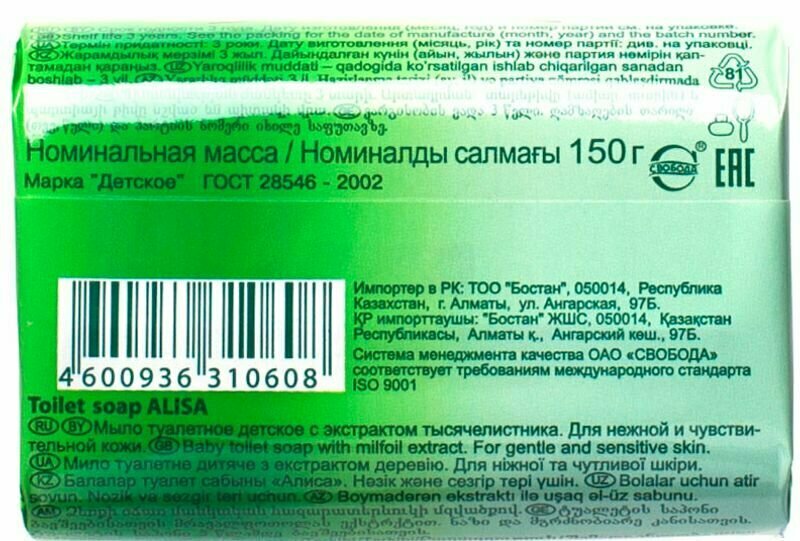 Shelf life 3 years. See the packing for the date of manufacture (month, year) and the batch number.
UA Термін придатності: 3 роки. Дату виготовлення (місяць, рік) та номер партії: див. на упаковці.
KZ Жарамдылық мерзімі 3 жыл. Дайындалған күнін (айын, жылын) және партия нөмірін қап-
тамадан қараңыз. UZ Yaroqlilik muddati – qadogida ko'rsatilgan ishlab chiqarilgan sanadan
boshlab – 3 yil.
81
Номинальная масса / Номиналды салмағы 150 г
СВОБОДА ®
EAC
Марка "Детское" ГОСТ 28546 - 2002
Импортер в РК: ТОО "Бостан", 050014, Республика
Казахстан, г. Алматы, ул. Ангарская, 97Б.
ҚР импорттаушы: "Бостан" ЖШС, 050014, Қазақстан
Республикасы, Алматы қ., Ангарский көш., 97Б.
Система менеджмента качества ОАО «СВОБОДА»
соответствует требованиям международного стандарта
ISO 9001
4 600936 310608
Toilet soap ALISA
RU BY Мыло туалетное детское с экстрактом тысячелистника. Для нежной и чувстви-
тельной кожи. GB Baby toilet soap with milfoil extract. For gentle and sensitive skin.
UA Мило туалетне дитяче з екстрактом деревію. Для ніжної та чутливої шкіри.
KZ Балалар туалет сабыны «Алиса». Нәзік және сезгір тері үшін. UZ Bolalar uchun atir
sovun. Nozik va sezgir teri uchun. AZ Boymadərən ekstraktı ilə uşaq əl-üz sabunu.